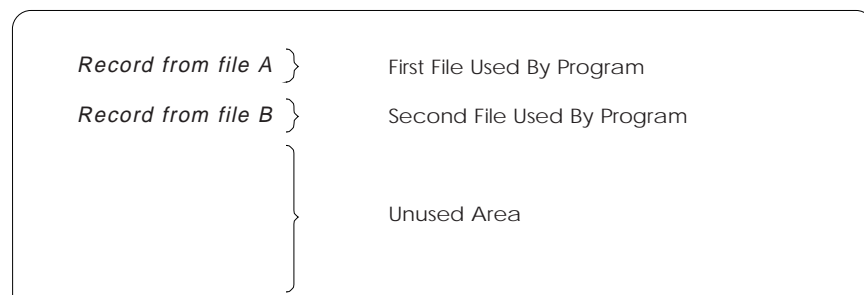 Record from file A First File Used By Program
Record from file B Second File Used By Program
Unused Area